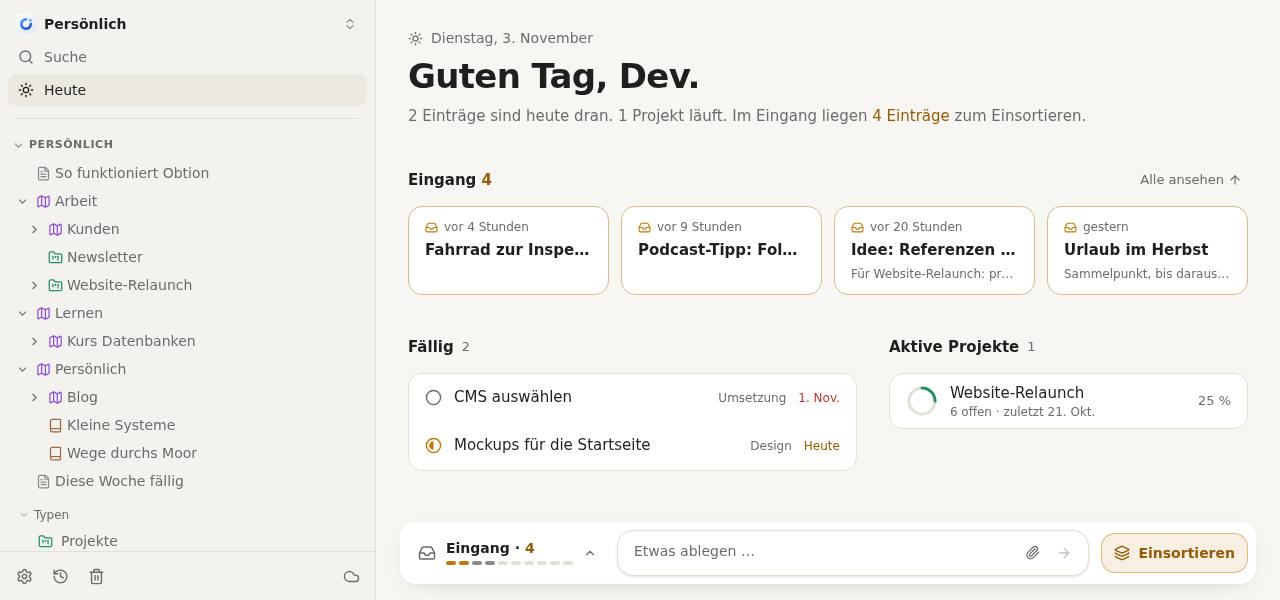 Persönlich
Suche
Heute
PERSÖNLICH
So funktioniert Obtion
Arbeit
Kunden
Newsletter
Website-Relaunch
Lernen
Kurs Datenbanken
Persönlich
Blog
Kleine Systeme
Wege durchs Moor
Diese Woche fällig
Typen
Projekte
Dienstag, 3. November
Guten Tag, Dev.
2 Einträge sind heute dran. 1 Projekt läuft. Im Eingang liegen 4 Einträge zum Einsortieren.
Eingang 4
Alle ansehen
vor 4 Stunden
Fahrrad zur Inspe…
vor 9 Stunden
Podcast-Tipp: Fol…
vor 20 Stunden
Idee: Referenzen …
Für Website-Relaunch: pr…
gestern
Urlaub im Herbst
Sammelpunkt, bis daraus…
Fällig 2
CMS auswählen Umsetzung 1. Nov.
Mockups für die Startseite Design Heute
Aktive Projekte 1
Website-Relaunch
6 offen · zuletzt 21. Okt.
25 %
Eingang · 4
Etwas ablegen …
Einsortieren